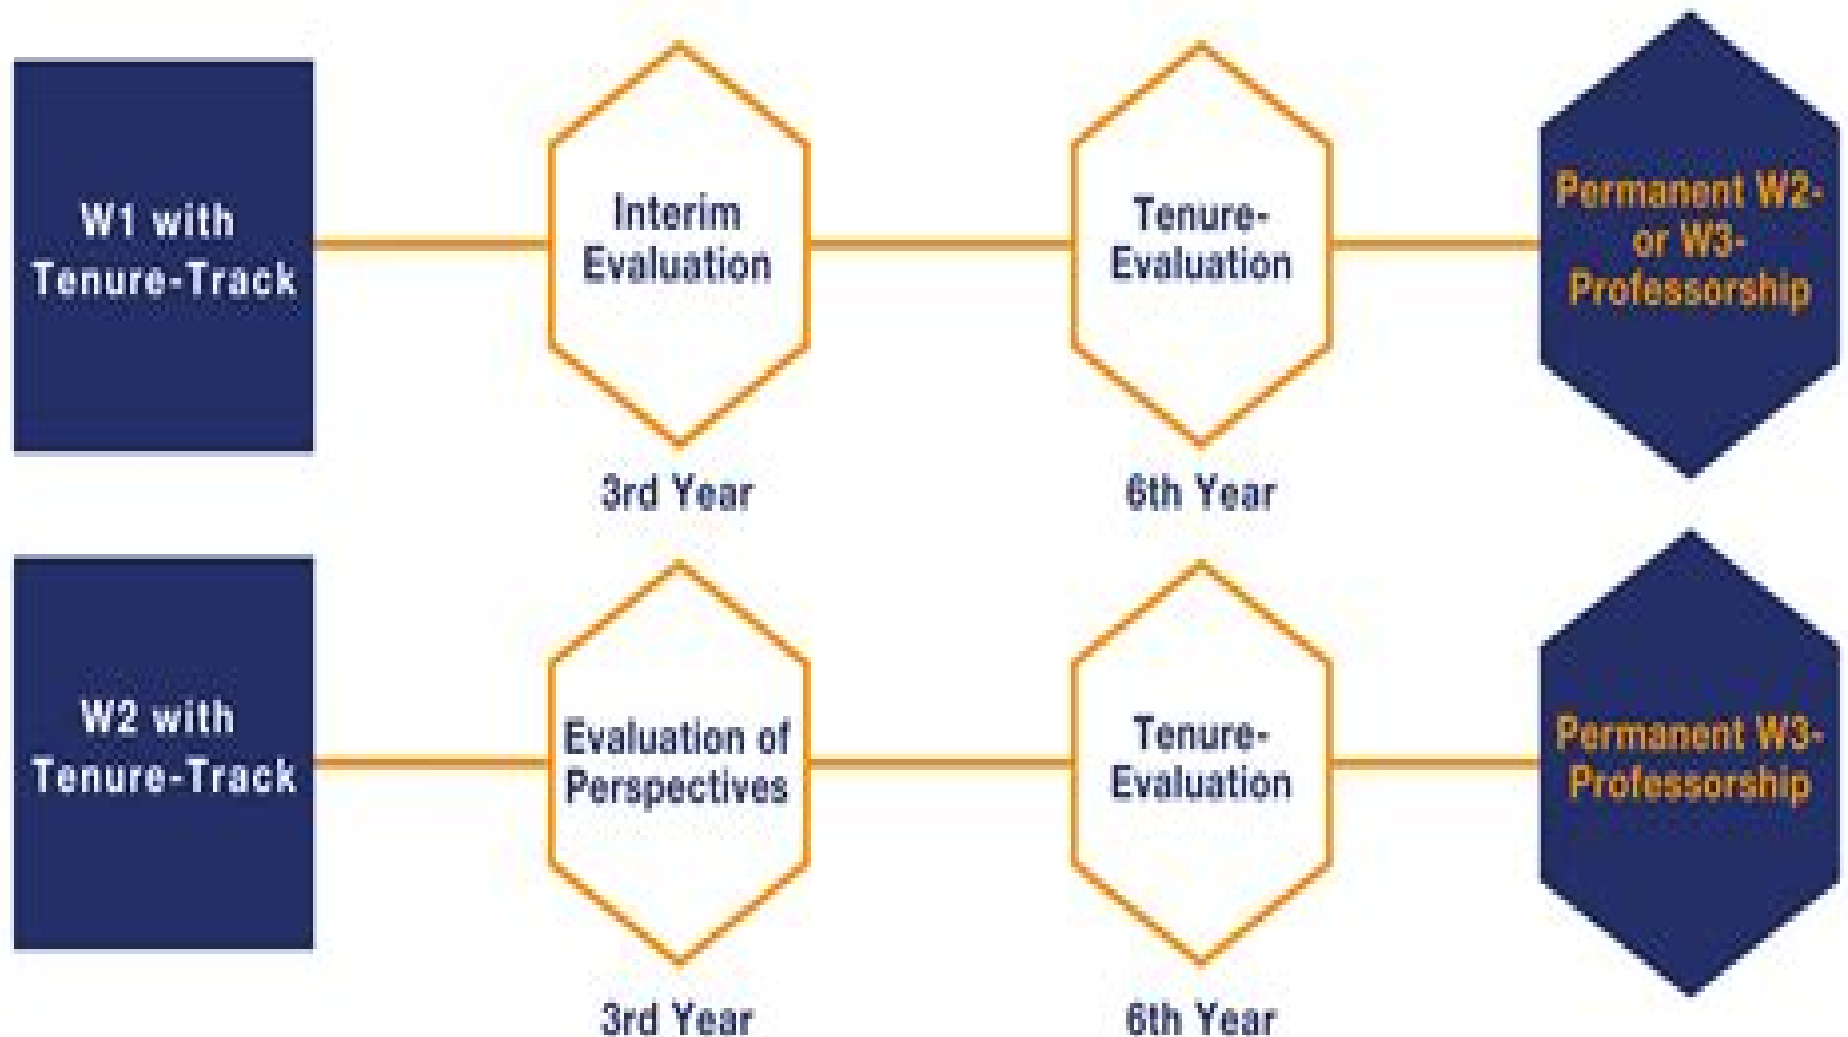 W1 with
Tenure-Track
Interim
Evaluation
3rd Year
Tenure-
Evaluation
6th Year
Permanent W2-
or W3-
Professorship
W2 with
Tenure-Track
Evaluation of
Perspectives
3rd Year
Tenure-
Evaluation
6th Year
Permanent W3-
Professorship